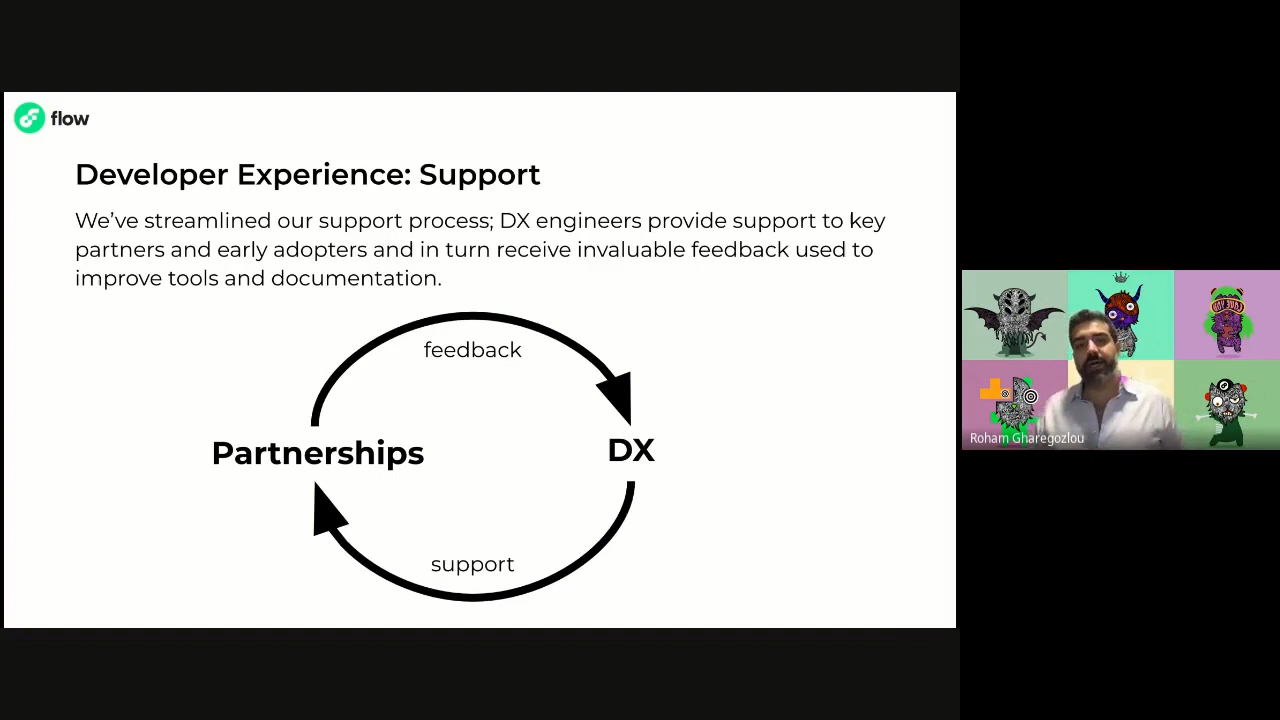 flow
Developer Experience: Support
We’ve streamlined our support process; DX engineers provide support to key
partners and early adopters and in turn receive invaluable feedback used to
improve tools and documentation.
feedback
Partnerships
DX
support
Roham Gharegozlou